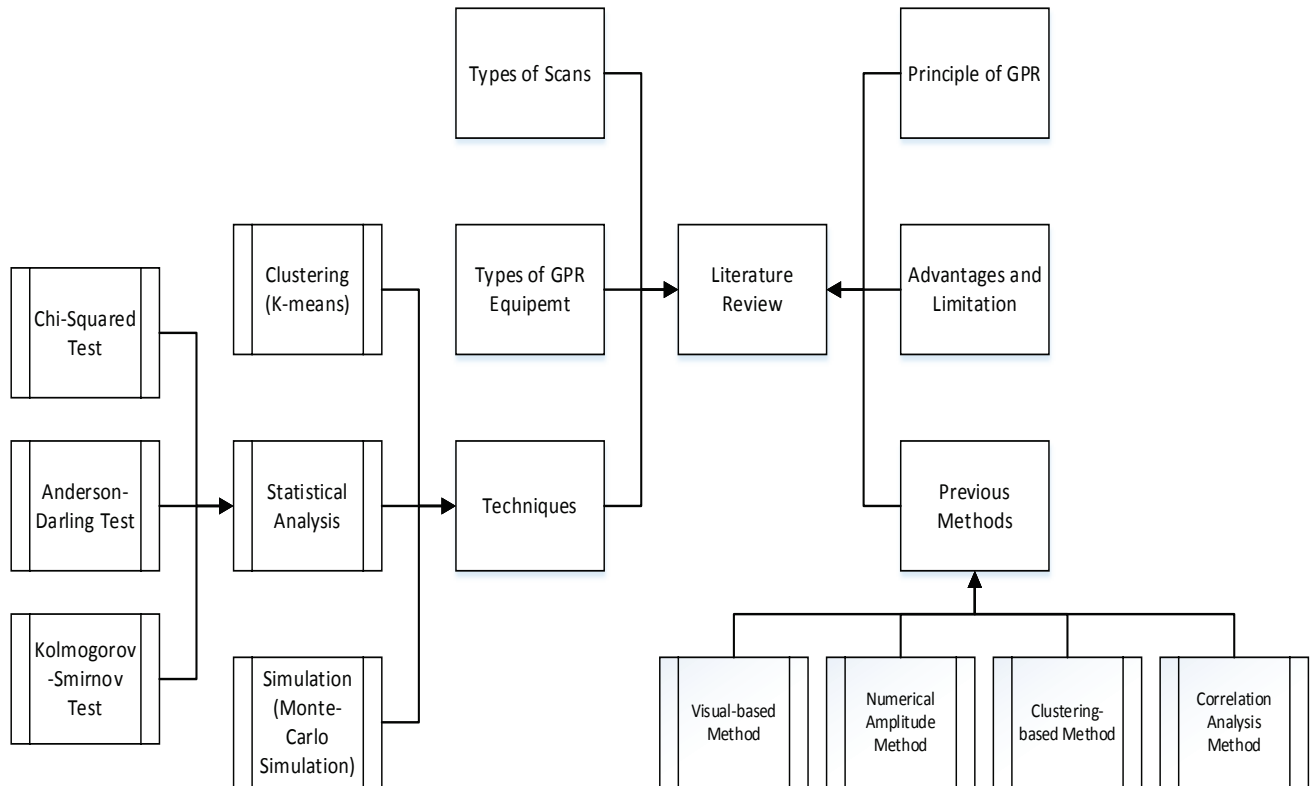 Types of Scans
Principle of GPR
Clustering
(K-means)
Types of GPR
Equipemt
Literature
Review
Advantages and
Limitation
Chi-Squared
Test
Anderson-
Darling Test
Statistical
Analysis
Techniques
Previous
Methods
Kolmogorov
-Smirnov
Test
Simulation
(Monte-
Carlo
Simulation)
Visual-based
Method
Numerical
Amplitude
Method
Clustering-
based Method
Correlation
Analysis
Method